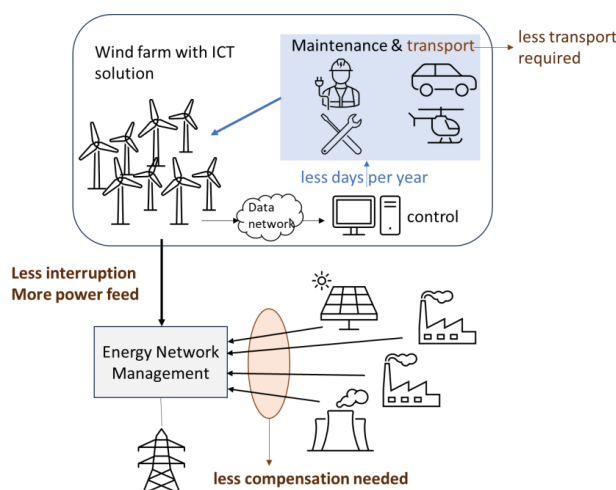 Wind farm with ICT
solution
Maintenance & transport
less transport
required
less days per year
Data
network
control
Less interruption
More power feed
Energy Network
Management
less compensation needed